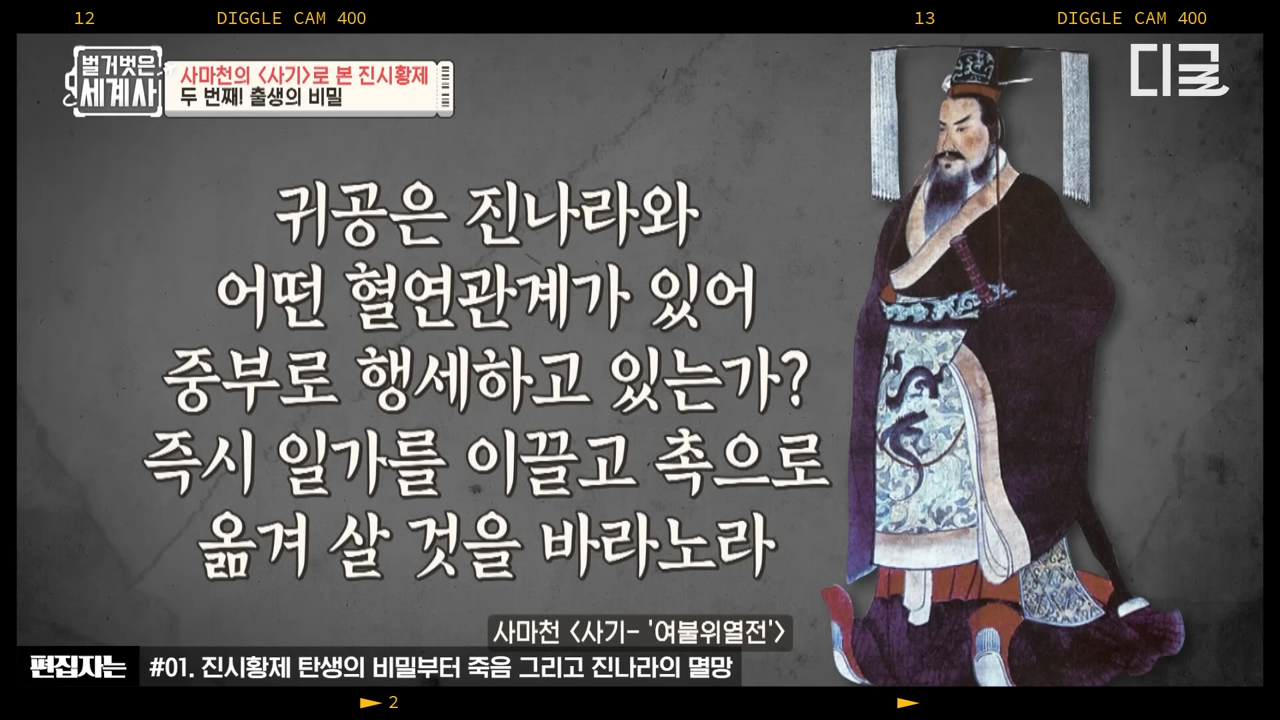 12 DIGGLE CAM 400 13 DIGGLE CAM 400
벌거벗은
세계사
사마천의 <사기>로 본 진시황제
두 번째! 출생의 비밀
디글
귀공은 진나라와
어떤 혈연관계가 있어
중부로 행세하고 있는가?
즉시 일가를 이끌고 촉으로
옮겨 살 것을 바라노라
사마천 <사기- '여불위열전'>
편집자는 #01. 진시황제 탄생의 비밀부터 죽음 그리고 진나라의 멸망
2